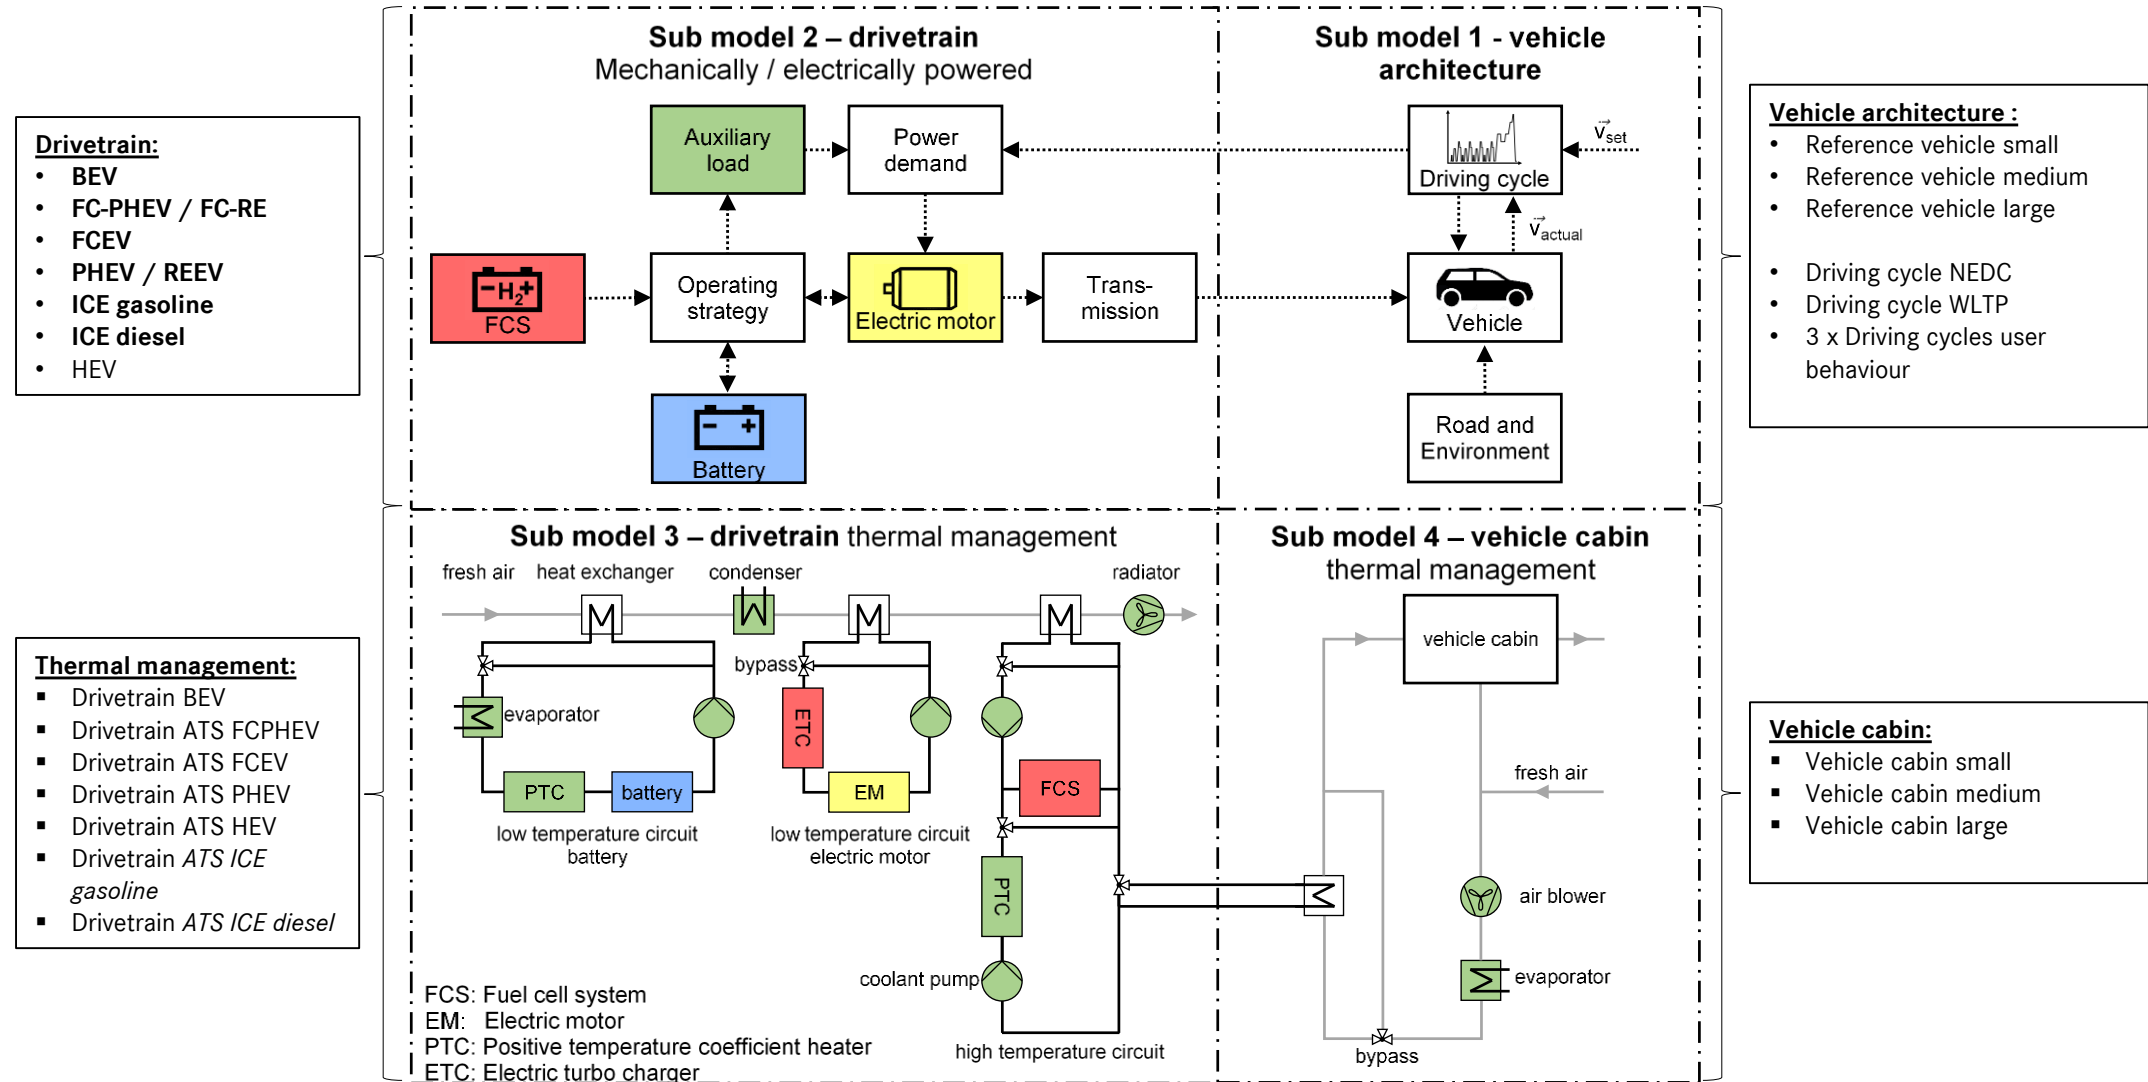 Drivetrain:
• BEV
• FC-PHEV / FC-RE
• FCEV
• PHEV / REEV
• ICE gasoline
• ICE diesel
• HEV
Thermal management:
▪ Drivetrain BEV
▪ Drivetrain ATS FCPHEV
▪ Drivetrain ATS FCEV
▪ Drivetrain ATS PHEV
▪ Drivetrain ATS HEV
▪ Drivetrain ATS ICE
gasoline
▪ Drivetrain ATS ICE diesel
Sub model 2 – drivetrain
Mechanically / electrically powered
Auxiliary
load
Power
demand
H₂
FCS
Operating
strategy
Electric motor
Trans-
mission
Battery
Sub model 1 - vehicle
architecture
Driving cycle
v⃗set
v⃗actual
Vehicle
Road and
Environment
Sub model 3 – drivetrain thermal management
fresh air
heat exchanger
condenser
radiator
bypass
evaporator
ETC
PTC
battery
EM
FCS
low temperature circuit
battery
low temperature circuit
electric motor
PTC
coolant pump
high temperature circuit
FCS: Fuel cell system
EM: Electric motor
PTC: Positive temperature coefficient heater
ETC: Electric turbo charger
Sub model 4 – vehicle cabin
thermal management
vehicle cabin
fresh air
air blower
evaporator
bypass
Vehicle architecture :
• Reference vehicle small
• Reference vehicle medium
• Reference vehicle large
• Driving cycle NEDC
• Driving cycle WLTP
• 3 x Driving cycles user
behaviour
Vehicle cabin:
▪ Vehicle cabin small
▪ Vehicle cabin medium
▪ Vehicle cabin large